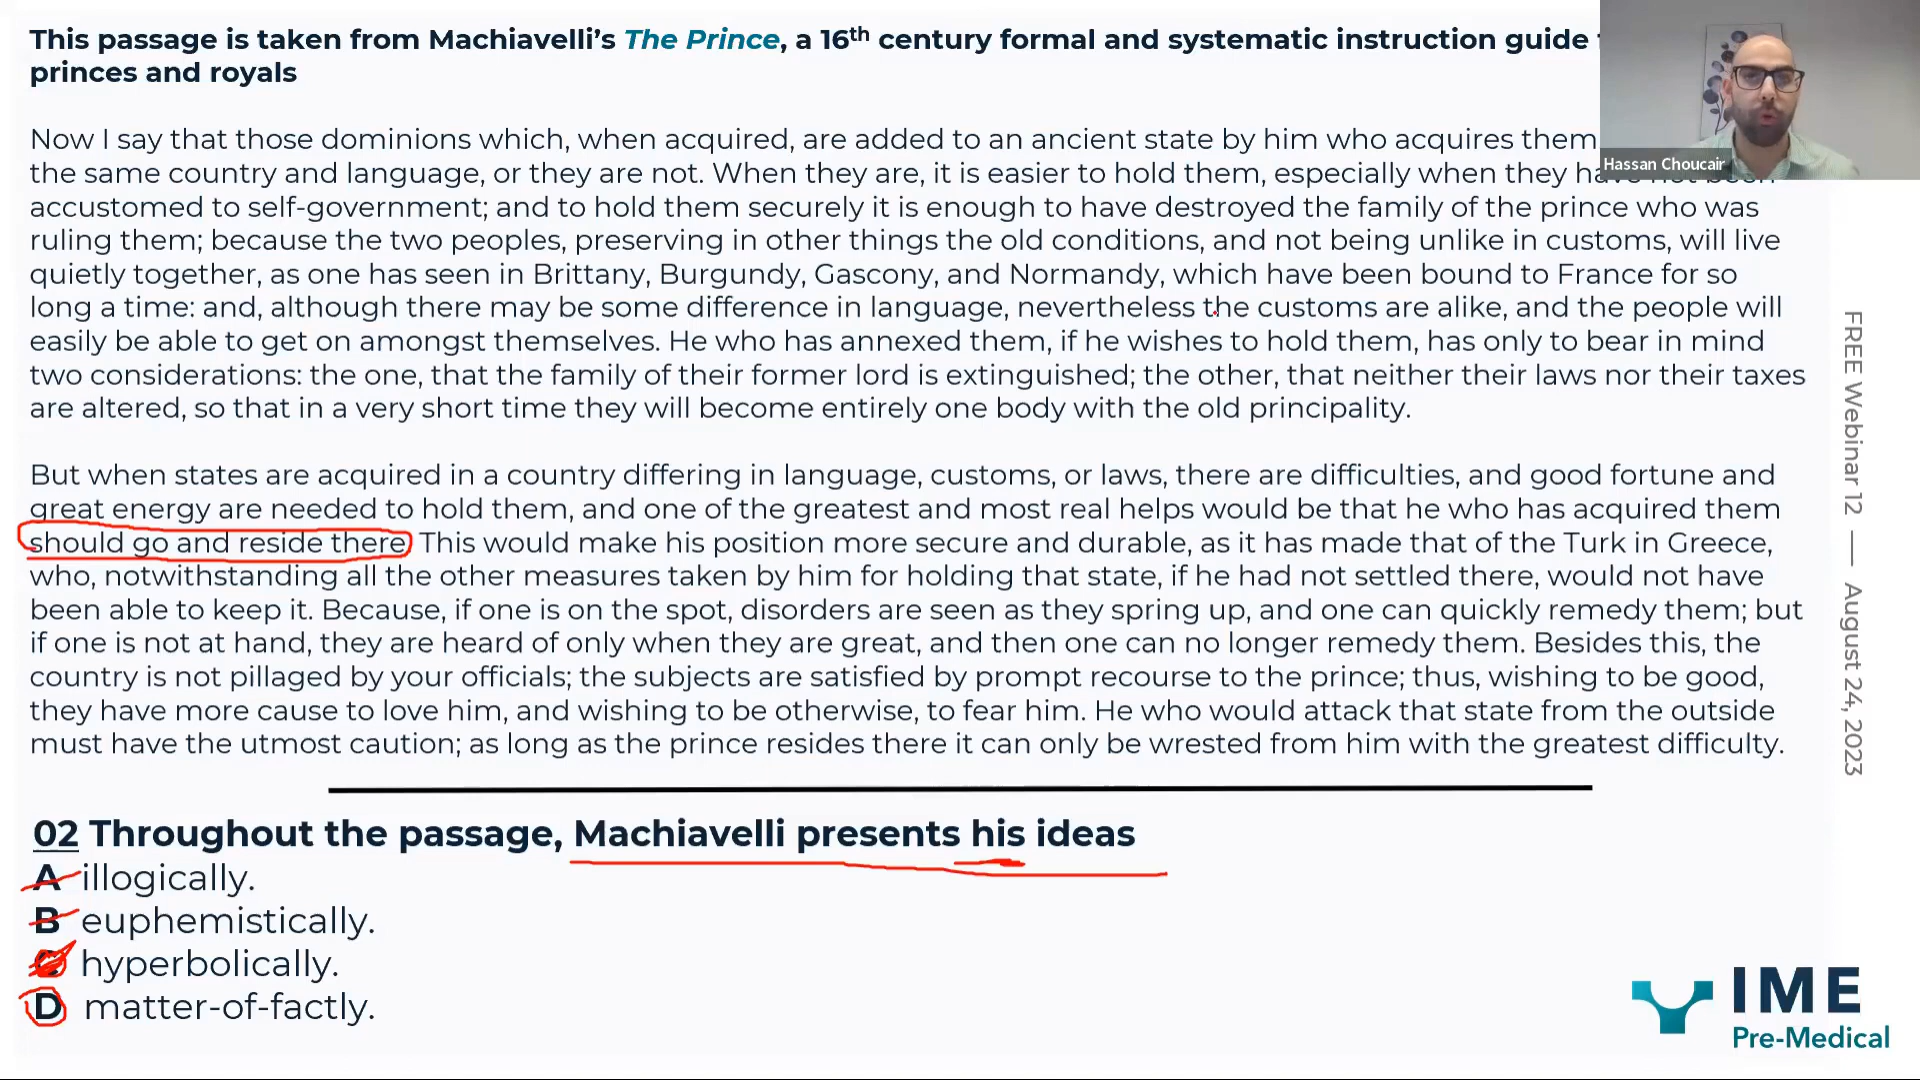 This passage is taken from Machiavelli's The Prince, a 16th century formal and systematic instruction guide
princes and royals
Now I say that those dominions which, when acquired, are added to an ancient state by him who acquires them
the same country and language, or they are not. When they are, it is easier to hold them, especially when they have not been
accustomed to self-government; and to hold them securely it is enough to have destroyed the family of the prince who was
ruling them; because the two peoples, preserving in other things the old conditions, and not being unlike in customs, will live
quietly together, as one has seen in Brittany, Burgundy, Gascony, and Normandy, which have been bound to France for so
long a time: and, although there may be some difference in language, nevertheless the customs are alike, and the people will
easily be able to get on amongst themselves. He who has annexed them, if he wishes to hold them, has only to bear in mind
two considerations: the one, that the family of their former lord is extinguished; the other, that neither their laws nor their taxes
are altered, so that in a very short time they will become entirely one body with the old principality.
But when states are acquired in a country differing in language, customs, or laws, there are difficulties, and good fortune and
great energy are needed to hold them, and one of the greatest and most real helps would be that he who has acquired them
should go and reside there This would make his position more secure and durable, as it has made that of the Turk in Greece,
who, notwithstanding all the other measures taken by him for holding that state, if he had not settled there, would not have
been able to keep it. Because, if one is on the spot, disorders are seen as they spring up, and one can quickly remedy them; but
if one is not at hand, they are heard of only when they are great, and then one can no longer remedy them. Besides this, the
country is not pillaged by your officials; the subjects are satisfied by prompt recourse to the prince; thus, wishing to be good,
they have more cause to love him, and wishing to be otherwise, to fear him. He who would attack that state from the outside
must have the utmost caution; as long as the prince resides there it can only be wrested from him with the greatest difficulty.
02 Throughout the passage, Machiavelli presents his ideas
A illogically.
B euphemistically.
hyperbolically.
D matter-of-factly.
Hassan Choucair
FREE Webinar 12 — August 24, 2023
IME
Pre-Medical